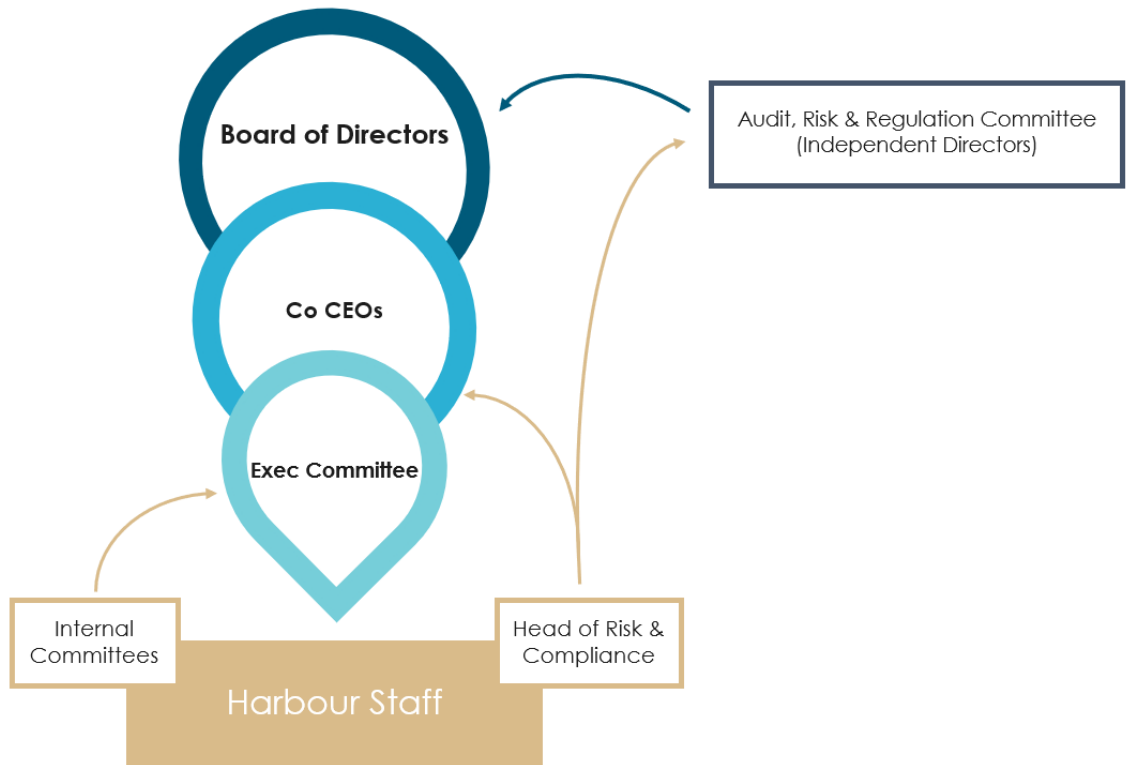 Board of Directors
Audit, Risk & Regulation Committee
(Independent Directors)
Co CEOs
Exec Committee
Internal
Committees
Head of Risk &
Compliance
Harbour Staff